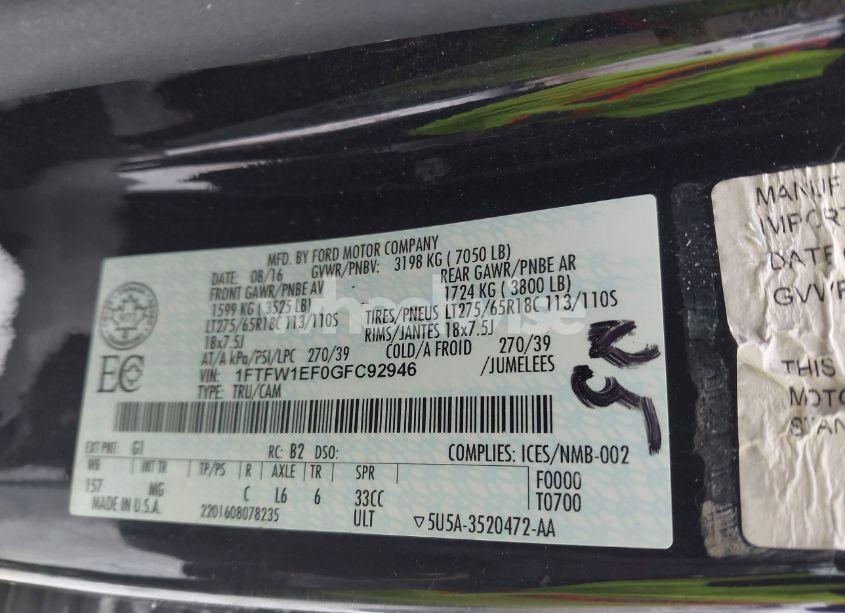 MFD. BY FORD MOTOR COMPANY
DATE: 08/16 GVWR/PNBV: 3198 KG ( 7050 LB)
FRONT GAWR/PNBE AV REAR GAWR/PNBE AR
1599 KG ( 3525 LB) 1724 KG ( 3800 LB)
LT275/65R18C 113/110S TIRES/PNEUS LT275/65R18C 113/110S
18x7.5J RIMS/JANTES 18x7.5J
AT/A kPa/PSI/LPC 270/39 COLD/A FROID 270/39
VIN: 1FTFW1EF0GFC92946 /JUMELEES
TYPE: TRU/CAM
EC
EXT PNT: G1 RC: B2 DSO: COMPLIES: ICES/NMB-002
WB INT TR TP/PS R AXLE TR SPR F0000
157 MG C L6 6 33CC T0700
MADE IN U.S.A. 2201608078235 ULT ▽5U5A-3520472-AA
MANUF
IMPORT
DATE
GVWR
THIS
MOTO
STAN